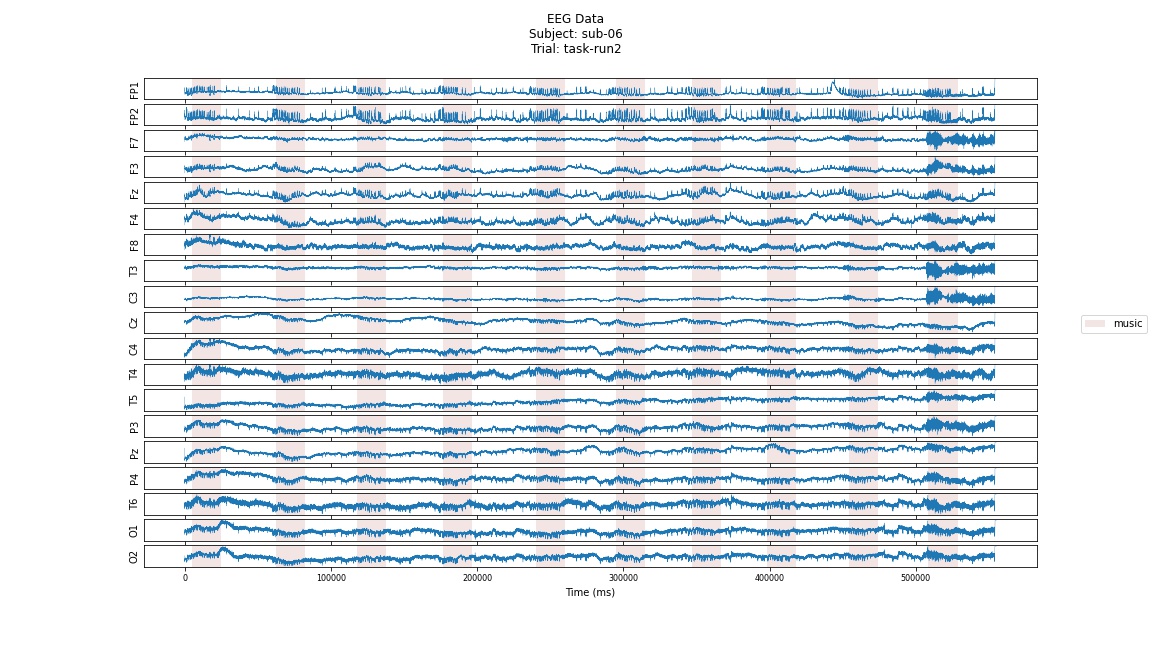 EEG Data
Subject: sub-06
Trial: task-run2
FP1
FP2
F7
F3
Fz
F4
F8
T3
C3
Cz
C4
T4
T5
P3
Pz
P4
T6
O1
O2
music
0 100000 200000 300000 400000 500000
Time (ms)